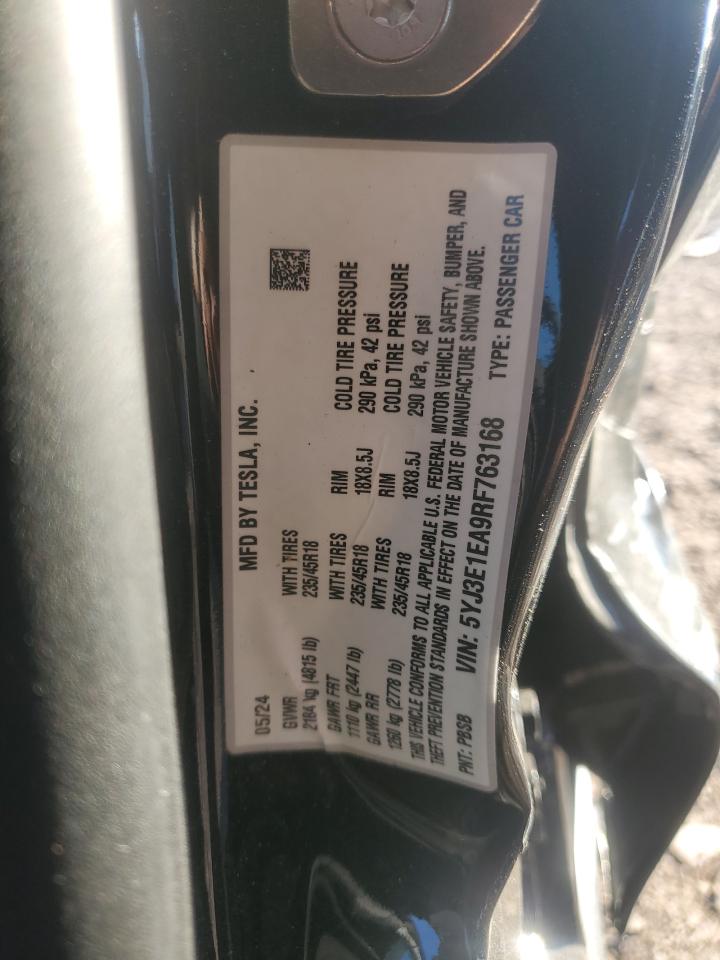 MFD BY TESLA, INC.
05/24
GVWR WITH TIRES
2184 kg (4815 lb) 235/45R18
GAWR FRT WITH TIRES RIM COLD TIRE PRESSURE
1110 kg (2447 lb) 235/45R18 18X8.5J 290 kPa, 42 psi
GAWR RR WITH TIRES RIM COLD TIRE PRESSURE
1260 kg (2778 lb) 235/45R18 18X8.5J 290 kPa, 42 psi
THIS VEHICLE CONFORMS TO ALL APPLICABLE U.S. FEDERAL MOTOR VEHICLE SAFETY, BUMPER, AND
THEFT PREVENTION STANDARDS IN EFFECT ON THE DATE OF MANUFACTURE SHOWN ABOVE.
PNT: PBSB VIN: 5YJ3E1EA9RF763168 TYPE: PASSENGER CAR